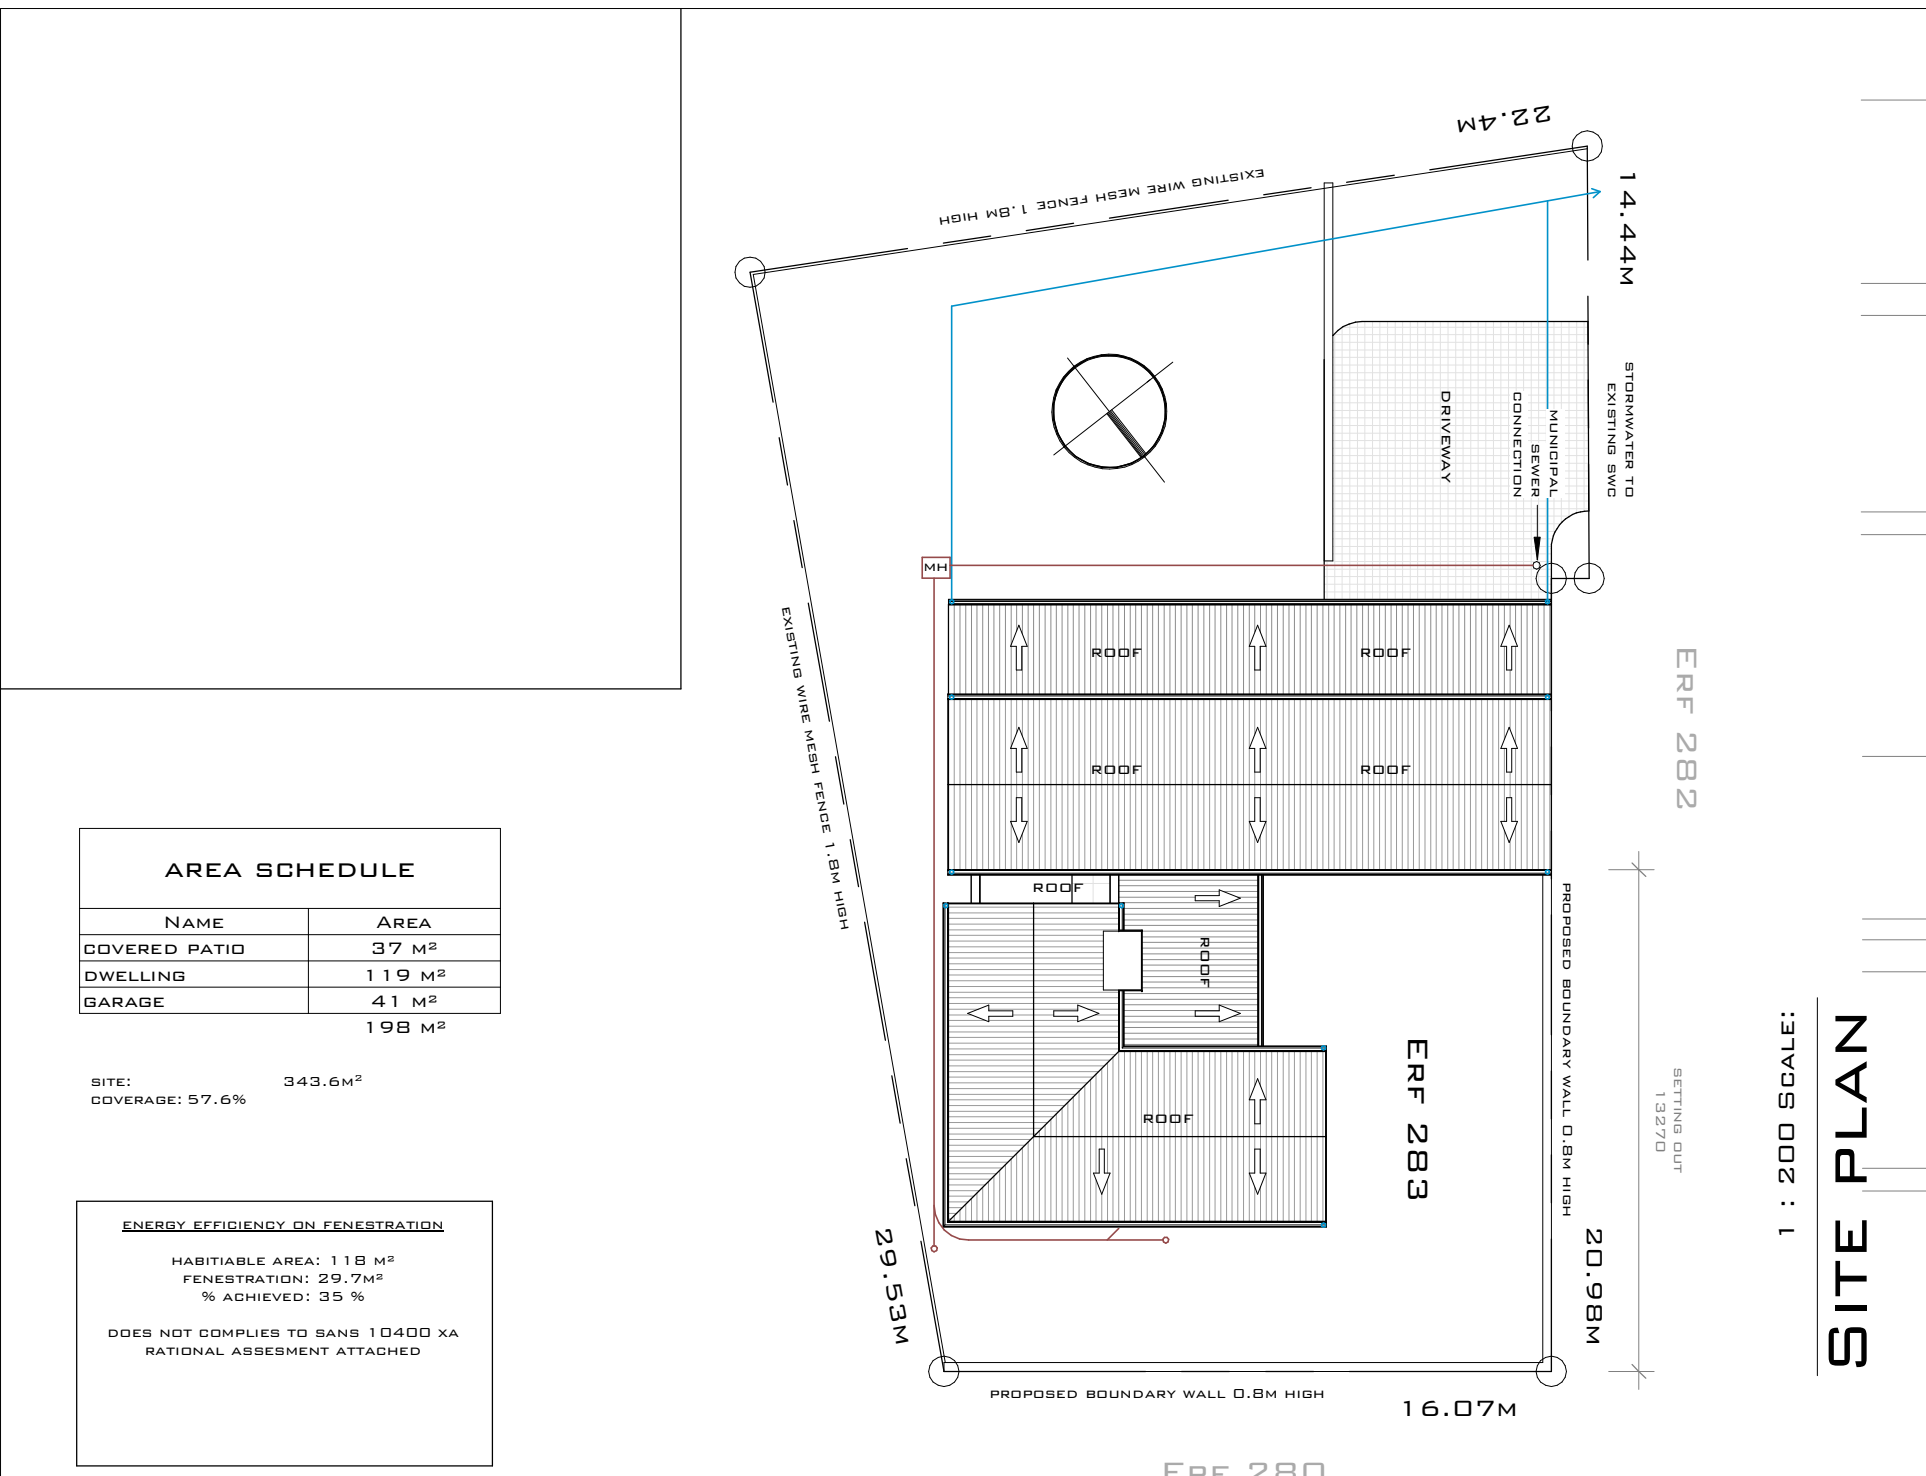 22.4M
EXISTING WIRE MESH FENCE 1.8M HIGH
14.44M
STORMWATER TO
EXISTING SWC
MUNICIPAL
SEWER
CONNECTION
DRIVEWAY
MH
ROOF
ROOF
ROOF
ROOF
EXISTING WIRE MESH FENCE 1.8M HIGH
ERF 282
ROOF
ROOF
ROOF
ERF 283
PROPOSED BOUNDARY WALL 0.8M HIGH
SETTING OUT
13270
29.53M
20.98M
PROPOSED BOUNDARY WALL 0.8M HIGH
16.07M
ERF 280
SITE PLAN
1 : 200 SCALE:
AREA SCHEDULE
NAME AREA
COVERED PATIO 37 M²
DWELLING 119 M²
GARAGE 41 M²
198 M²
SITE: 343.6M²
COVERAGE: 57.6%
ENERGY EFFICIENCY ON FENESTRATION
HABITIABLE AREA: 118 M²
FENESTRATION: 29.7M²
% ACHIEVED: 35 %
DOES NOT COMPLIES TO SANS 10400 XA
RATIONAL ASSESMENT ATTACHED